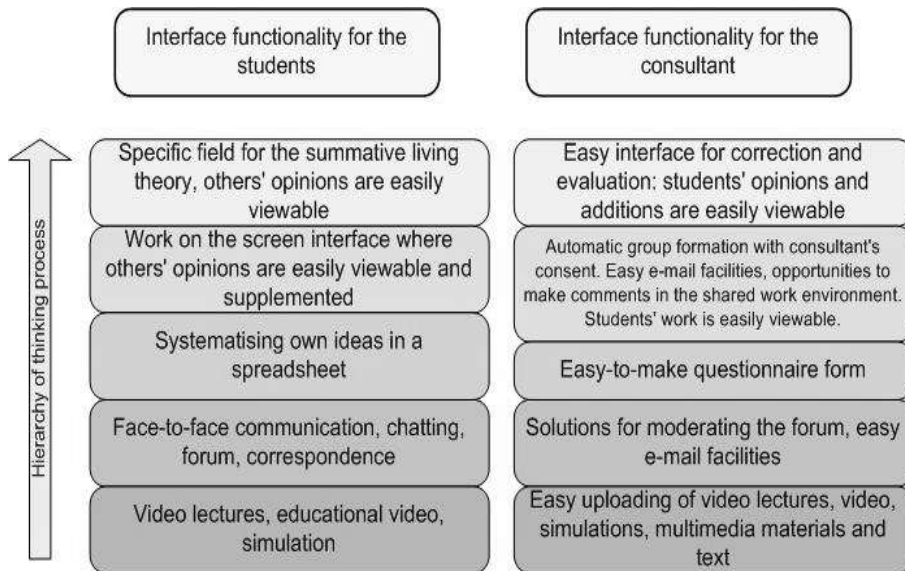 Interface functionality for the
students
Interface functionality for the
consultant
Hierarchy of thinking process
Specific field for the summative living
theory, others' opinions are easily
viewable
Easy interface for correction and
evaluation: students' opinions and
additions are easily viewable
Work on the screen interface where
others' opinions are easily viewable and
supplemented
Automatic group formation with consultant's
consent. Easy e-mail facilities, opportunities to
make comments in the shared work environment.
Students' work is easily viewable.
Systematising own ideas in a
spreadsheet
Easy-to-make questionnaire form
Face-to-face communication, chatting,
forum, correspondence
Solutions for moderating the forum, easy
e-mail facilities
Video lectures, educational video,
simulation
Easy uploading of video lectures, video,
simulations, multimedia materials and
text